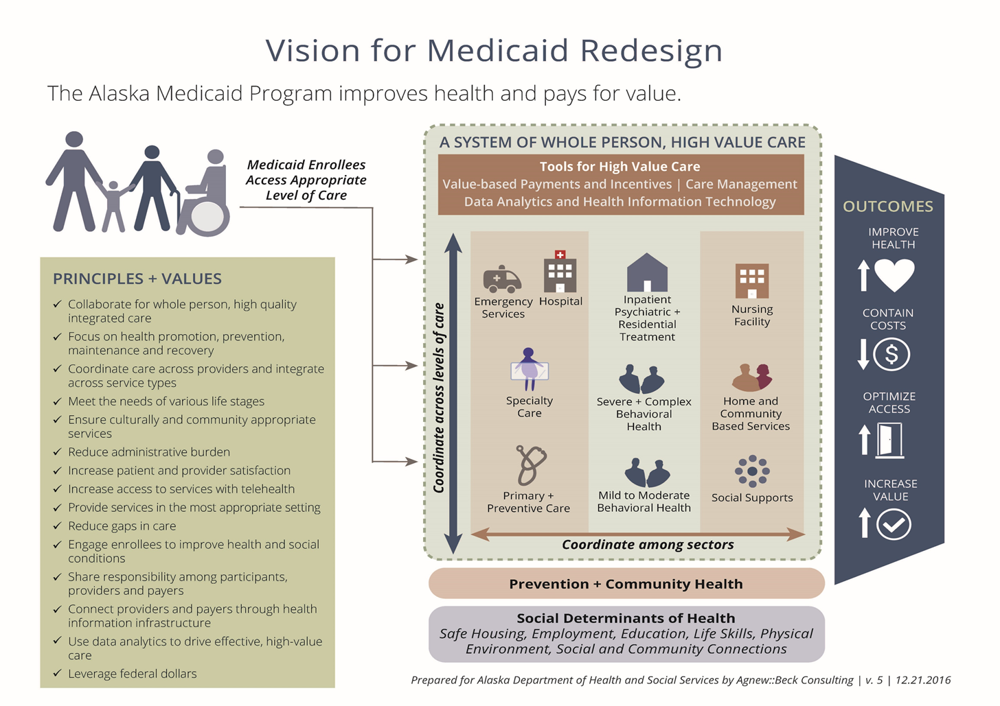 Vision for Medicaid Redesign
The Alaska Medicaid Program improves health and pays for value.
Medicaid Enrollees
Access Appropriate
Level of Care
PRINCIPLES + VALUES
✓ Collaborate for whole person, high quality
integrated care
✓ Focus on health promotion, prevention,
maintenance and recovery
✓ Coordinate care across providers and integrate
across service types
✓ Meet the needs of various life stages
✓ Ensure culturally and community appropriate
services
✓ Reduce administrative burden
✓ Increase patient and provider satisfaction
✓ Increase access to services with telehealth
✓ Provide services in the most appropriate setting
✓ Reduce gaps in care
✓ Engage enrollees to improve health and social
conditions
✓ Share responsibility among participants,
providers and payers
✓ Connect providers and payers through health
information infrastructure
✓ Use data analytics to drive effective, high-value
care
✓ Leverage federal dollars
A SYSTEM OF WHOLE PERSON, HIGH VALUE CARE
Tools for High Value Care
Value-based Payments and Incentives | Care Management
Data Analytics and Health Information Technology
Coordinate across levels of care
Emergency
Services
Hospital
Inpatient
Psychiatric +
Residential
Treatment
Nursing
Facility
Specialty
Care
Severe + Complex
Behavioral
Health
Home and
Community
Based Services
Primary +
Preventive Care
Mild to Moderate
Behavioral Health
Social Supports
Coordinate among sectors
Prevention + Community Health
Social Determinants of Health
Safe Housing, Employment, Education, Life Skills, Physical
Environment, Social and Community Connections
OUTCOMES
IMPROVE
HEALTH
CONTAIN
COSTS
$
OPTIMIZE
ACCESS
INCREASE
VALUE
Prepared for Alaska Department of Health and Social Services by Agnew::Beck Consulting | v. 5 | 12.21.2016